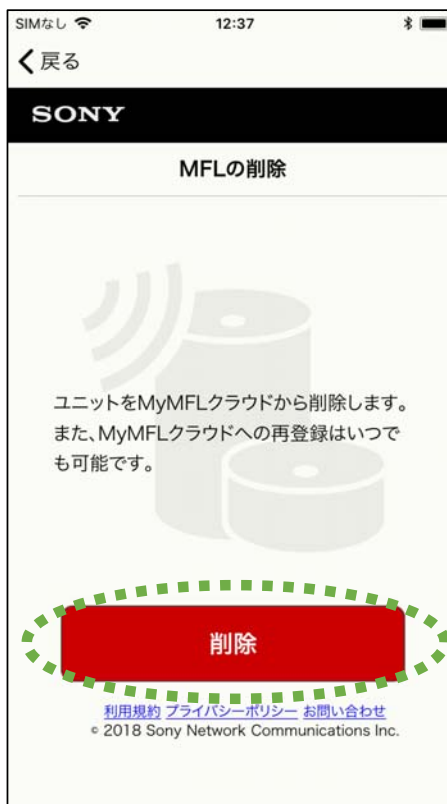 SIMなし 12:37
戻る
SONY
MFLの削除
ユニットをMyMFLクラウドから削除します。
また、MyMFLクラウドへの再登録はいつで
も可能です。
削除
利用規約 プライバシーポリシー お問い合わせ
© 2018 Sony Network Communications Inc.